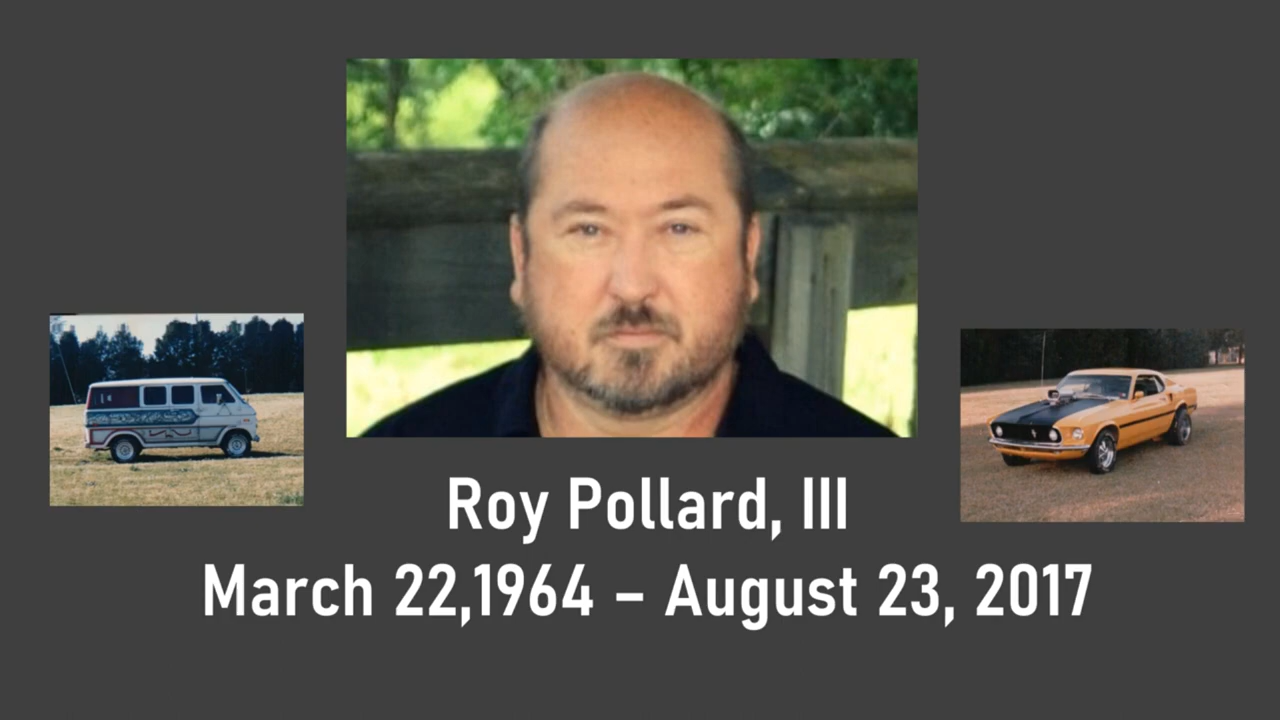 Roy Pollard, III
March 22,1964 – August 23, 2017